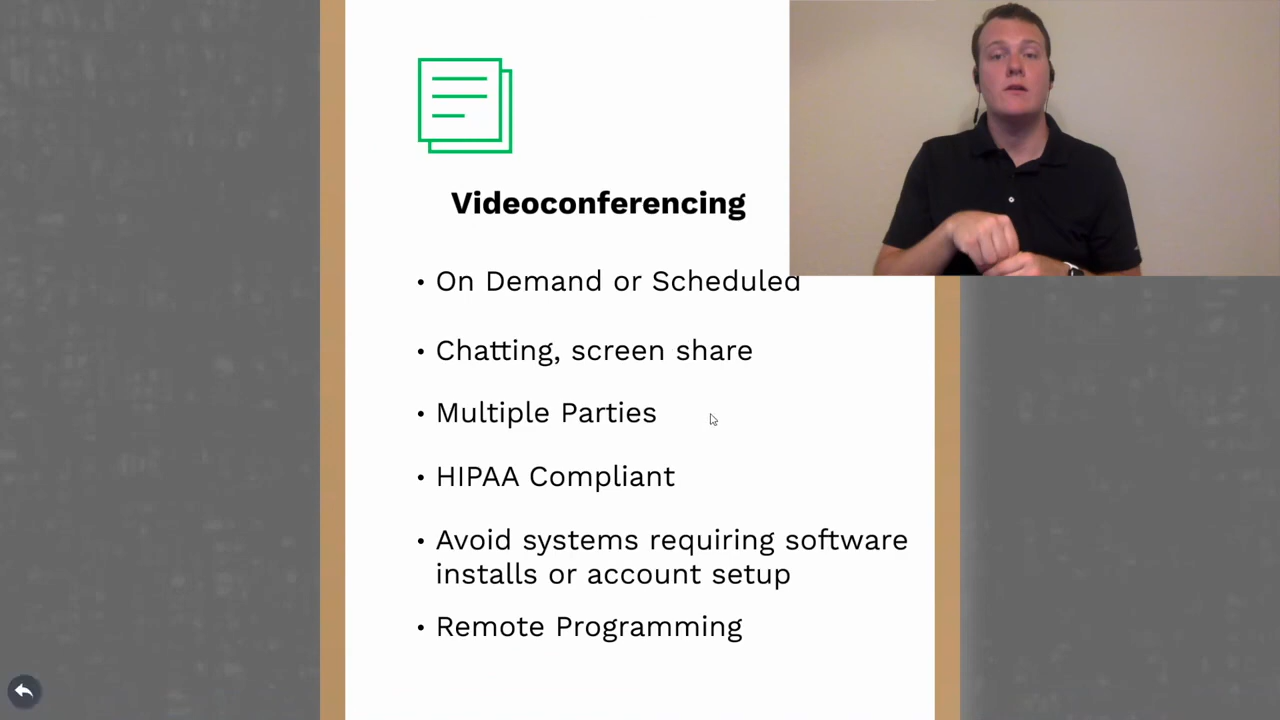 Videoconferencing
• On Demand or Scheduled
• Chatting, screen share
• Multiple Parties
• HIPAA Compliant
• Avoid systems requiring software
installs or account setup
• Remote Programming